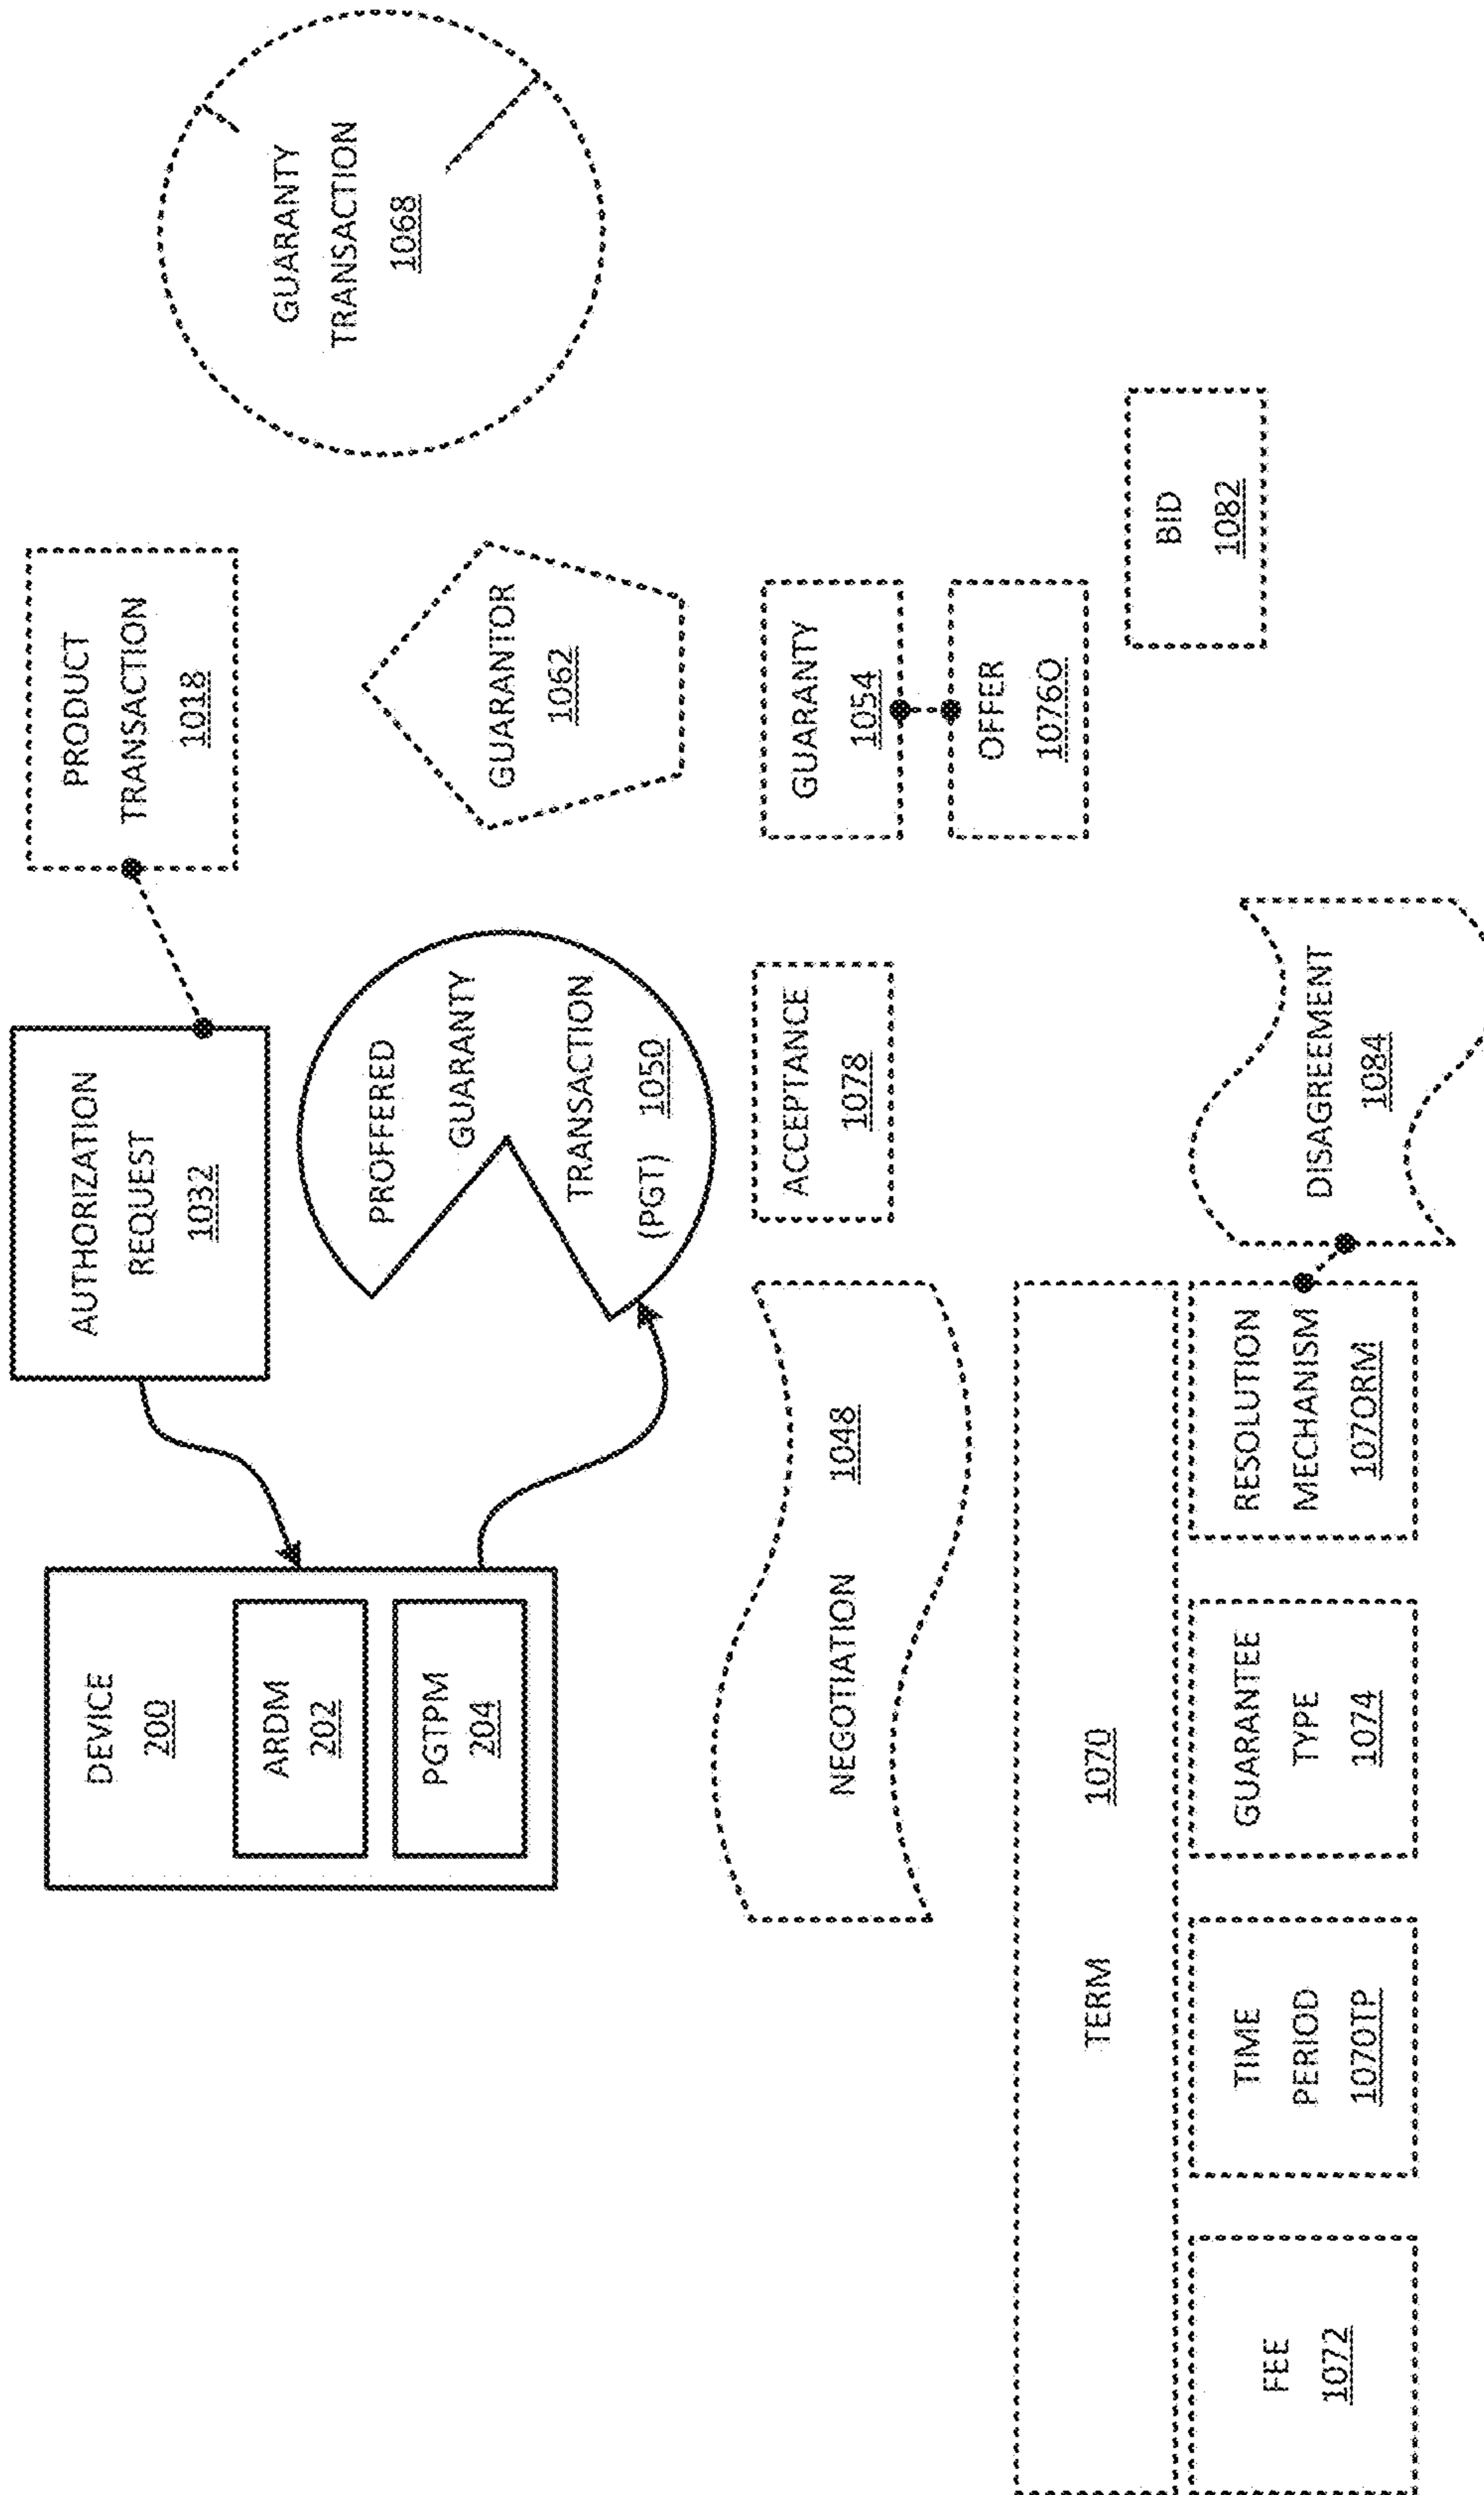 DEVICE
200
ARDM
202
PGTPM
204
AUTHORIZATION
REQUEST
1032
PRODUCT
TRANSACTION
1018
PROFFERED
GUARANTY
TRANSACTION
(PGT) 1050
GUARANTOR
1062
GUARANTY
TRANSACTION
1068
NEGOTIATION 1048
ACCEPTANCE
1078
GUARANTY
1054
OFFER
1076O
BID
1082
TERM 1070
FEE
1072
TIME
PERIOD
1070TP
GUARANTEE
TYPE
1074
RESOLUTION
MECHANISM
1070RM
DISAGREEMENT
1084